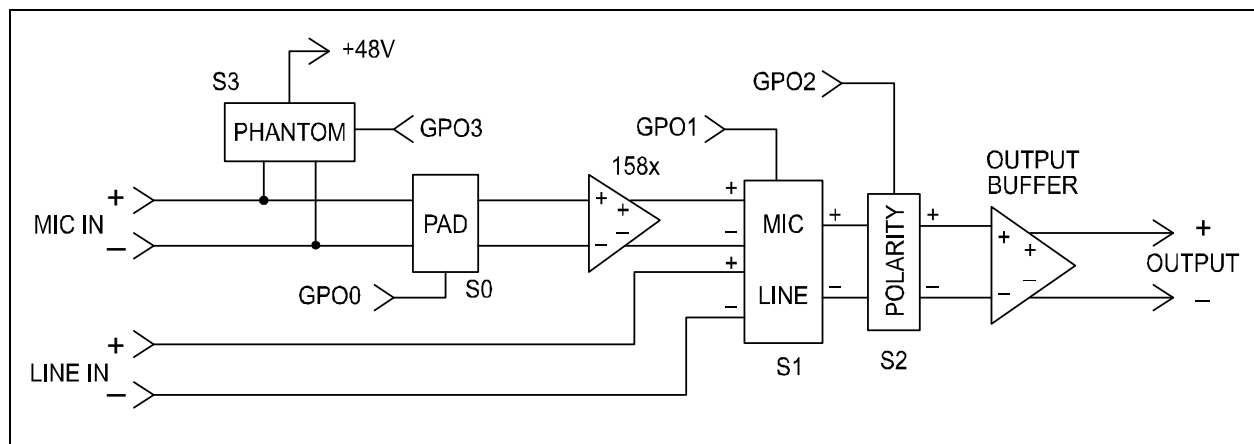 +48V
S3
PHANTOM
GPO3
GPO2
GPO1
158x
OUTPUT
BUFFER
+
MIC IN
−
PAD
GPO0
S0
+
+
−
−
+
−
+
−
MIC
LINE
S1
+
−
POLARITY
S2
+
−
+
+
−
−
+
OUTPUT
−
+
LINE IN
−